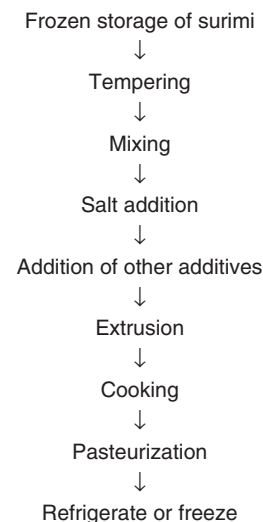 Frozen storage of surimi
↓
Tempering
↓
Mixing
↓
Salt addition
↓
Addition of other additives
↓
Extrusion
↓
Cooking
↓
Pasteurization
↓
Refrigerate or freeze